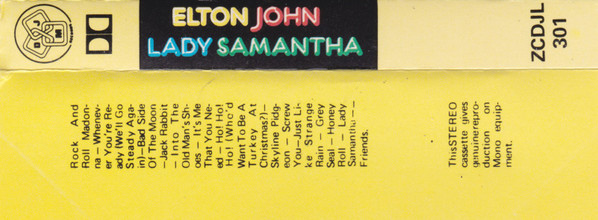 DJM
ELTON JOHN
LADY SAMANTHA
ZCDJL
301
Rock And
Roll Madon-
na – Whenev-
er You're Re-
ady (We'll Go
Steady Aga-
in) – Bad Side
Of The Moon
– Jack Rabbit
– Into The
Old Man's Sh-
oes – It's Me
That You Ne-
ed – Ho! Ho!
Ho! (Who'd
Want To Be A
Turkey At
Christmas?) –
Skyline Pidg-
eon – Screw
You – Just Li-
ke Strange
Rain – Grey
Seal – Honey
Roll – Lady
Samantha –
Friends.
This STEREO
cassette gives
genuine repro-
duction on
Mono equip-
ment.